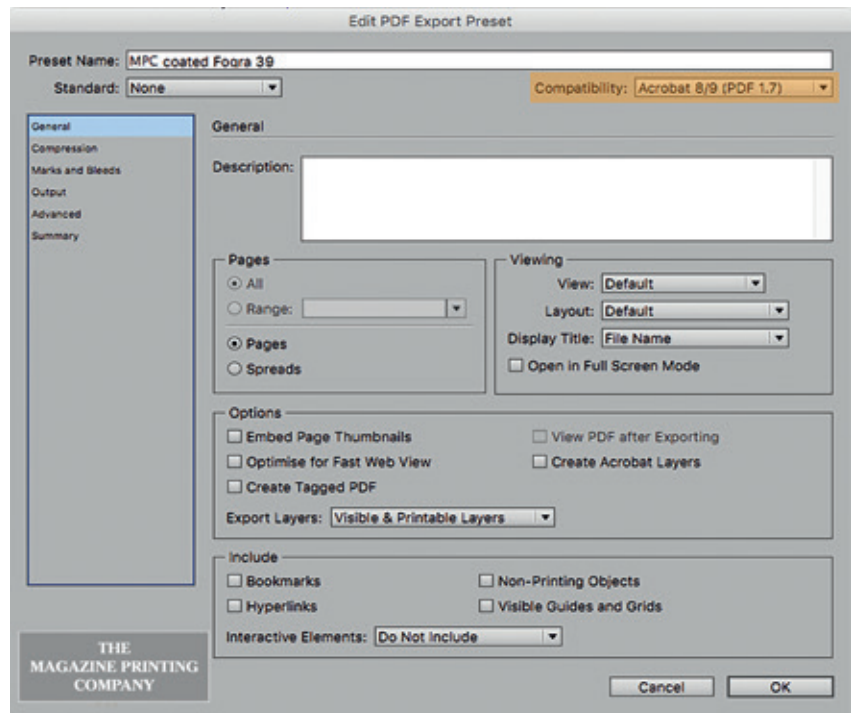 Edit PDF Export Preset
Preset Name: MPC coated Fogra 39
Standard: None
Compatibility: Acrobat 8/9 (PDF 1.7)
General
Compression
Marks and Bleeds
Output
Advanced
Summary
General
Description:
Pages
All
Range:
Pages
Spreads
Viewing
View: Default
Layout: Default
Display Title: File Name
Open in Full Screen Mode
Options
Embed Page Thumbnails
View PDF after Exporting
Optimise for Fast Web View
Create Acrobat Layers
Create Tagged PDF
Export Layers: Visible & Printable Layers
Include
Bookmarks
Non-Printing Objects
Hyperlinks
Visible Guides and Grids
Interactive Elements: Do Not Include
THE
MAGAZINE PRINTING
COMPANY
Cancel
OK